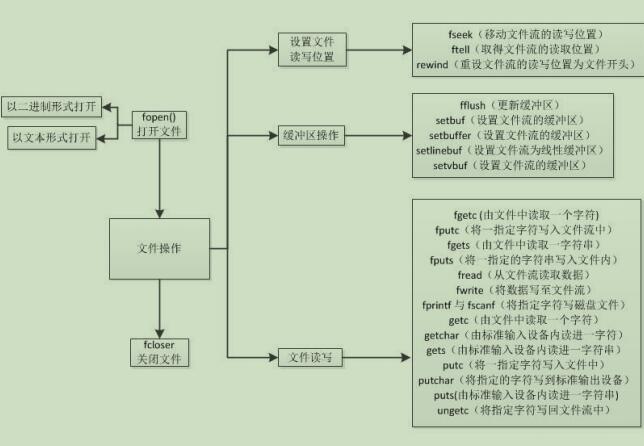 以二进制形式打开
以文本形式打开
fopen()
打开文件
文件操作
fcloser
关闭文件
设置文件
读写位置
fseek（移动文件流的读写位置）
ftell（取得文件流的读取位置）
rewind（重设文件流的读写位置为文件开头）
缓冲区操作
fflush（更新缓冲区）
setbuf（设置文件流的缓冲区）
setbuffer（设置文件流的缓冲区）
setlinebuf（设置文件流为线性缓冲区）
setvbuf（设置文件流的缓冲区）
文件读写
fgetc (由文件中读取一个字符)
fputc（将一指定字符写入文件流中）
fgets（由文件中读取一字符串）
fputs（将一指定的字符串写入文件内）
fread（从文件流读取数据）
fwrite（将数据写至文件流）
fprintf 与 fscanf（将指定字符写磁盘文件）
getc（由文件中读取一个字符）
getchar（由标准输入设备内读进一字符）
gets（由标准输入设备内读进一字符串）
putc（将一指定字符写入文件中）
putchar（将指定的字符写到标准输出设备）
puts(由标准输入设备内读进一字符串)
ungetc（将指定字符写回文件流中）